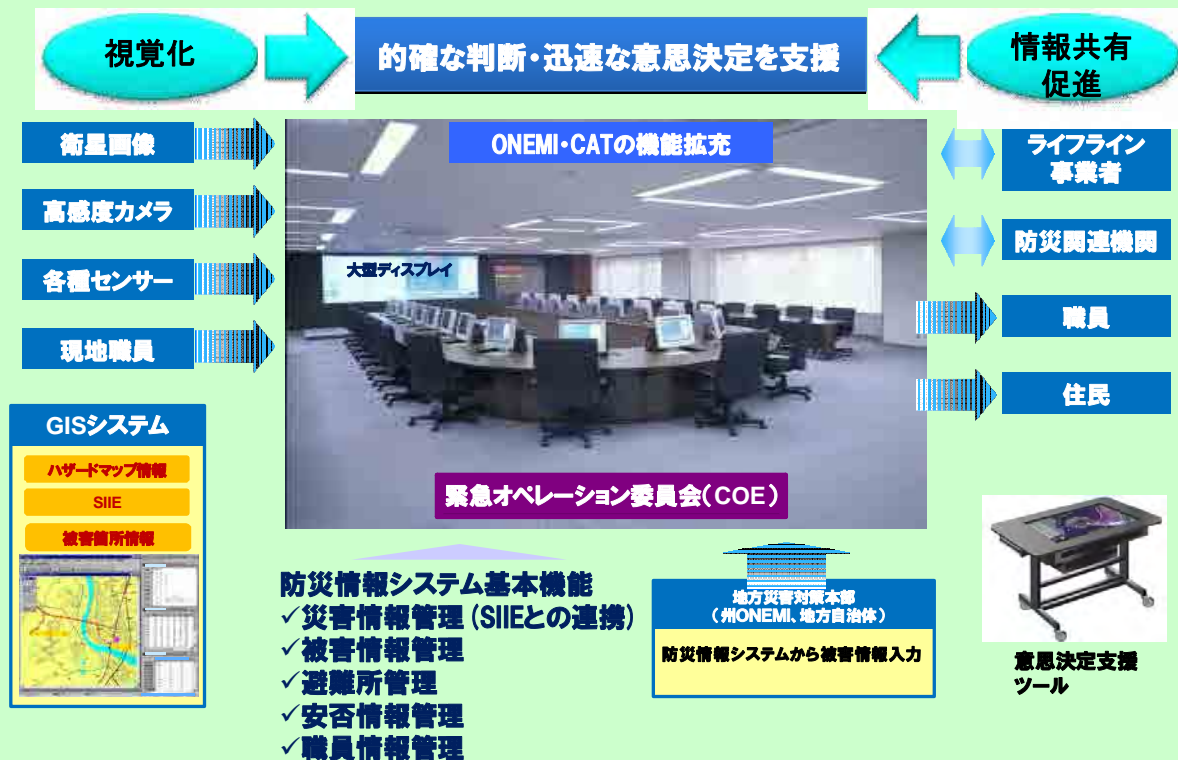 視覚化
的確な判断・迅速な意思決定を支援
情報共有
促進
衛星画像
高感度カメラ
各種センサー
現地職員
ONEMI・CATの機能拡充
大型ディスプレイ
緊急オペレーション委員会（COE）
ライフライン
事業者
防災関連機関
職員
住民
GISシステム
ハザードマップ情報
SIIE
被害箇所情報
防災情報システム基本機能
✓災害情報管理（SIIEとの連携）
✓被害情報管理
✓避難所管理
✓安否情報管理
✓職員情報管理
地方災害対策本部
（州ONEMI、地方自治体）
防災情報システムから被害情報入力
意思決定支援
ツール